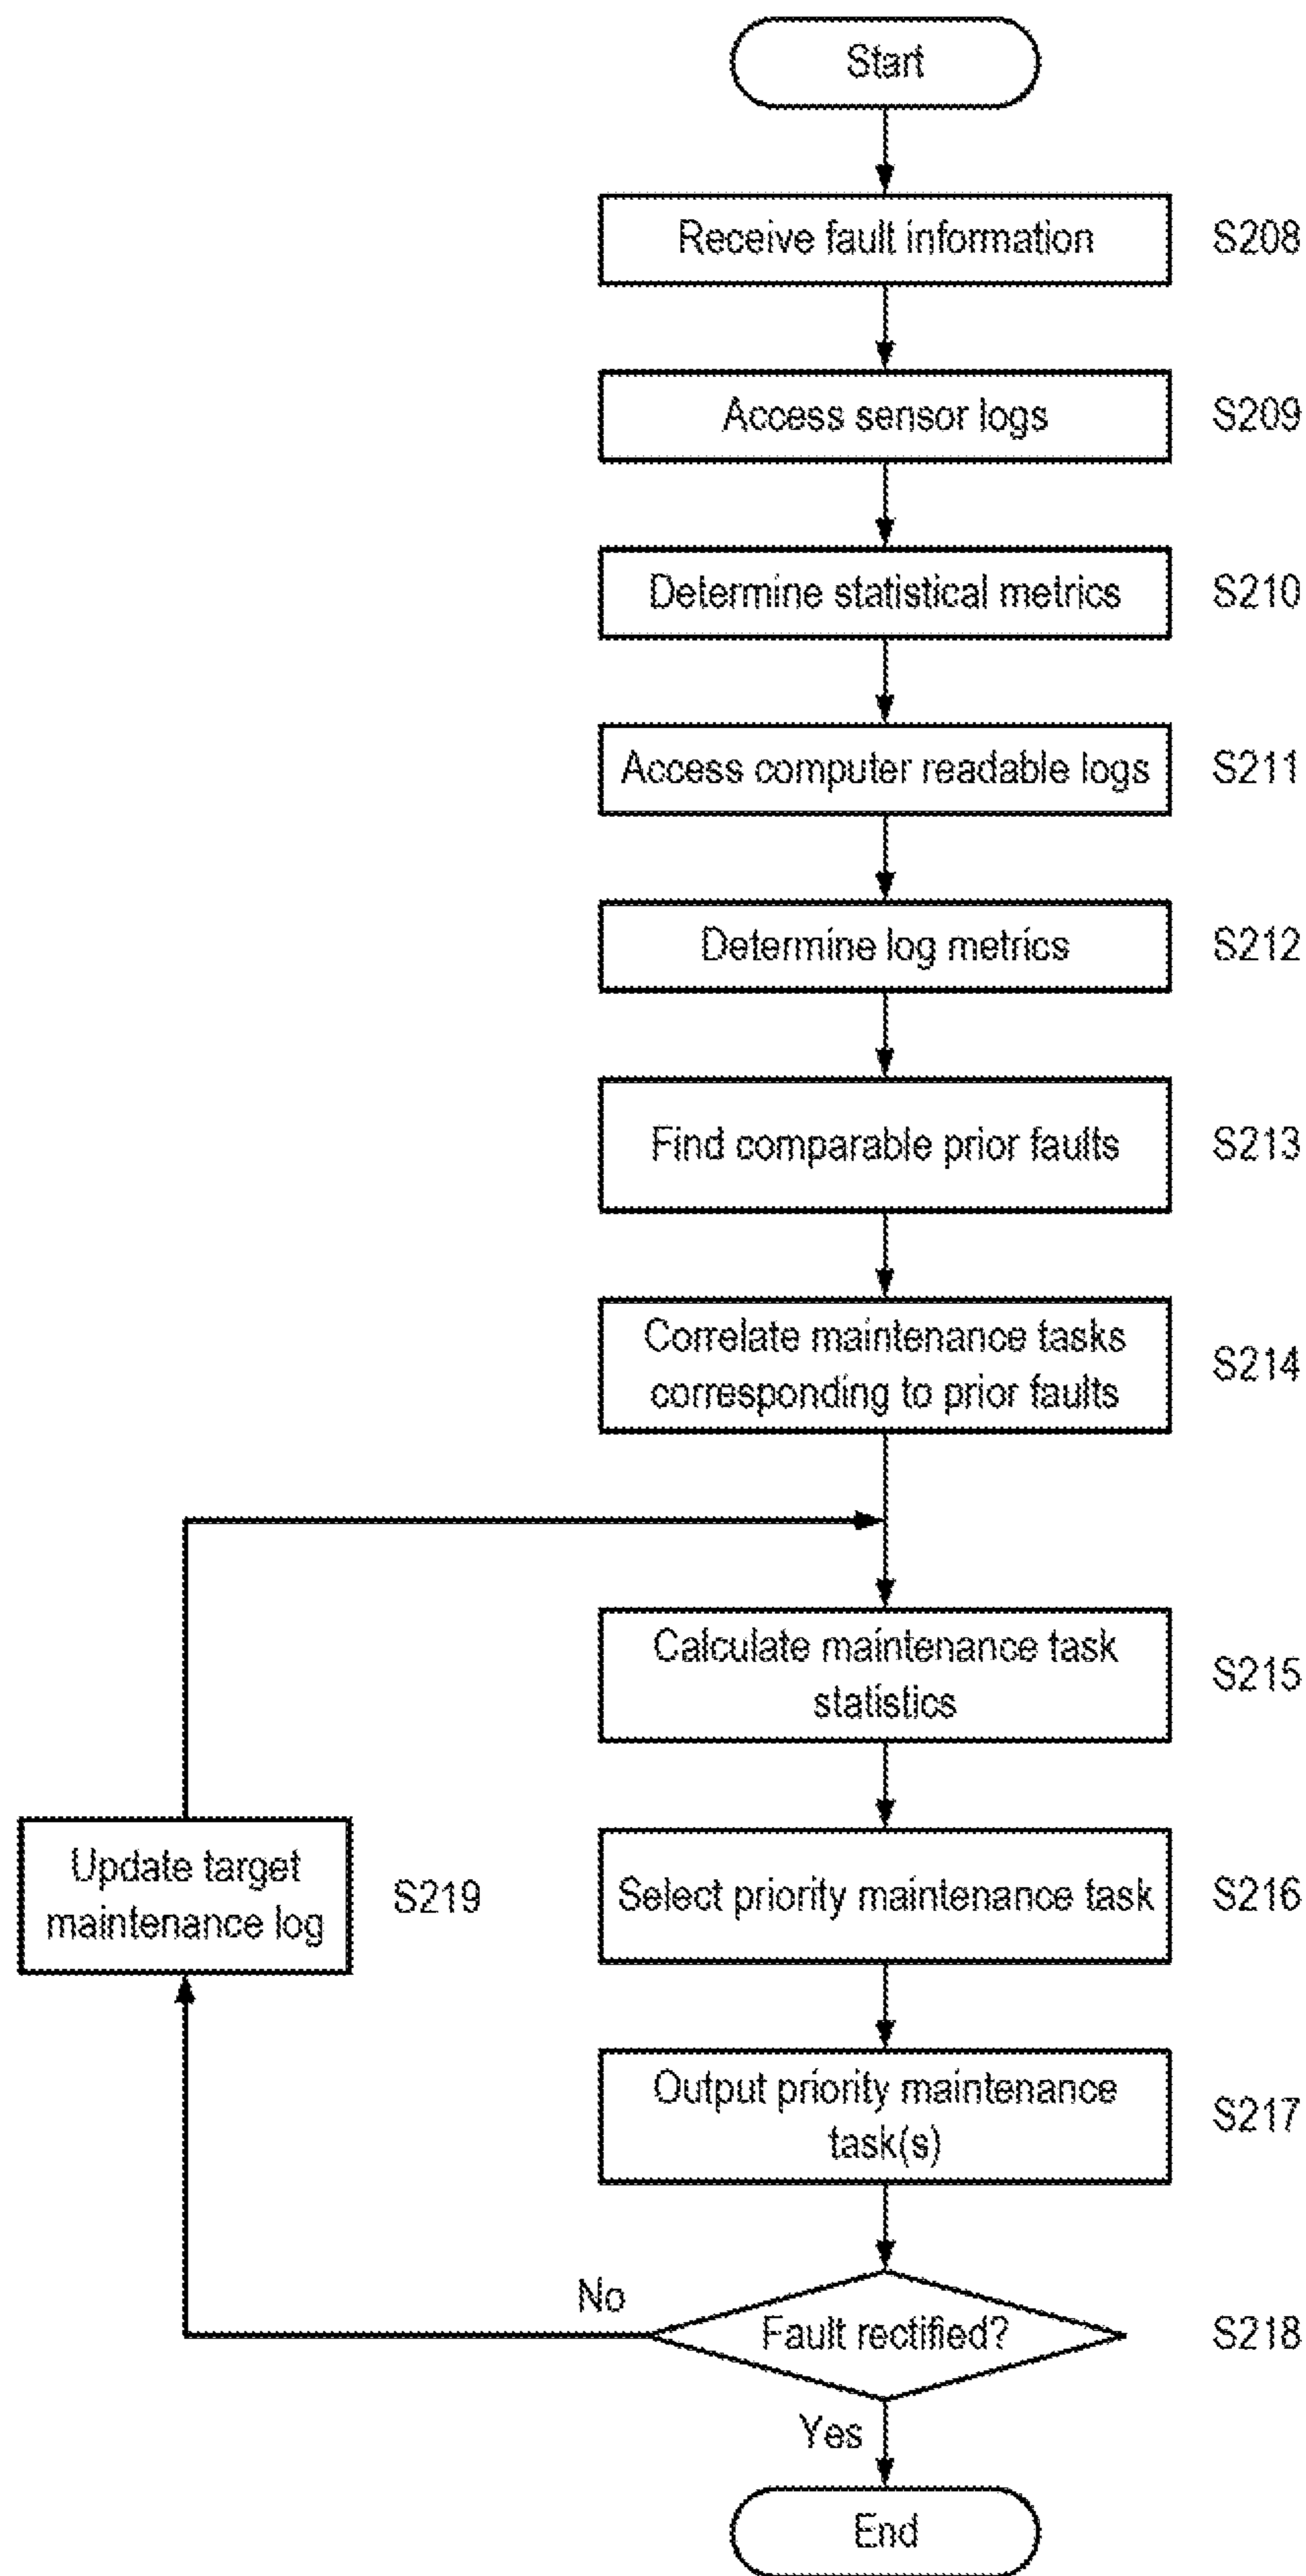 Start
Receive fault information
S208
Access sensor logs
S209
Determine statistical metrics
S210
Access computer readable logs
S211
Determine log metrics
S212
Find comparable prior faults
S213
Correlate maintenance tasks
corresponding to prior faults
S214
Calculate maintenance task
statistics
S215
Update target
maintenance log
S219
Select priority maintenance task
S216
Output priority maintenance
task(s)
S217
No
Fault rectified?
S218
Yes
End